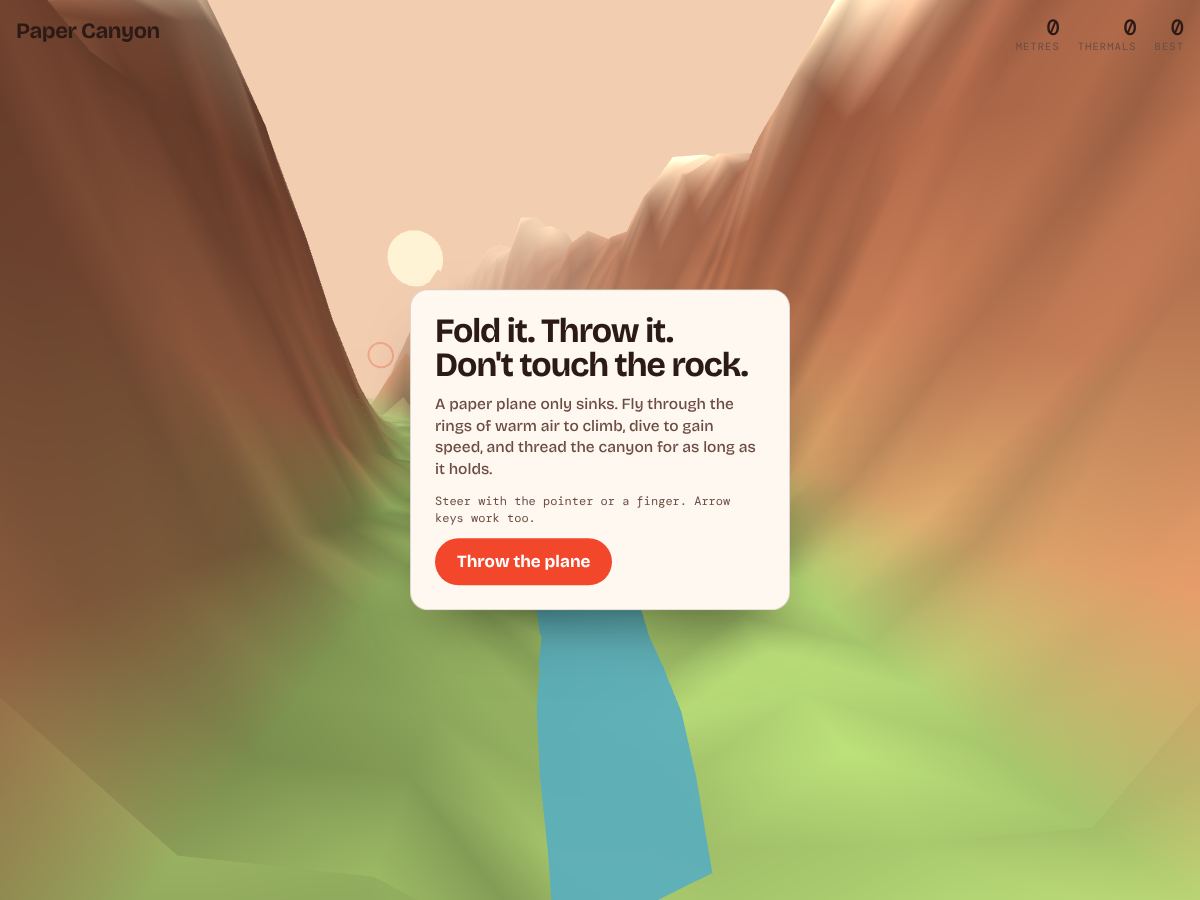 Paper Canyon
0 0 0
METRES THERMALS BEST
Fold it. Throw it.
Don't touch the rock.
A paper plane only sinks. Fly through the
rings of warm air to climb, dive to gain
speed, and thread the canyon for as long as
it holds.
Steer with the pointer or a finger. Arrow
keys work too.
Throw the plane